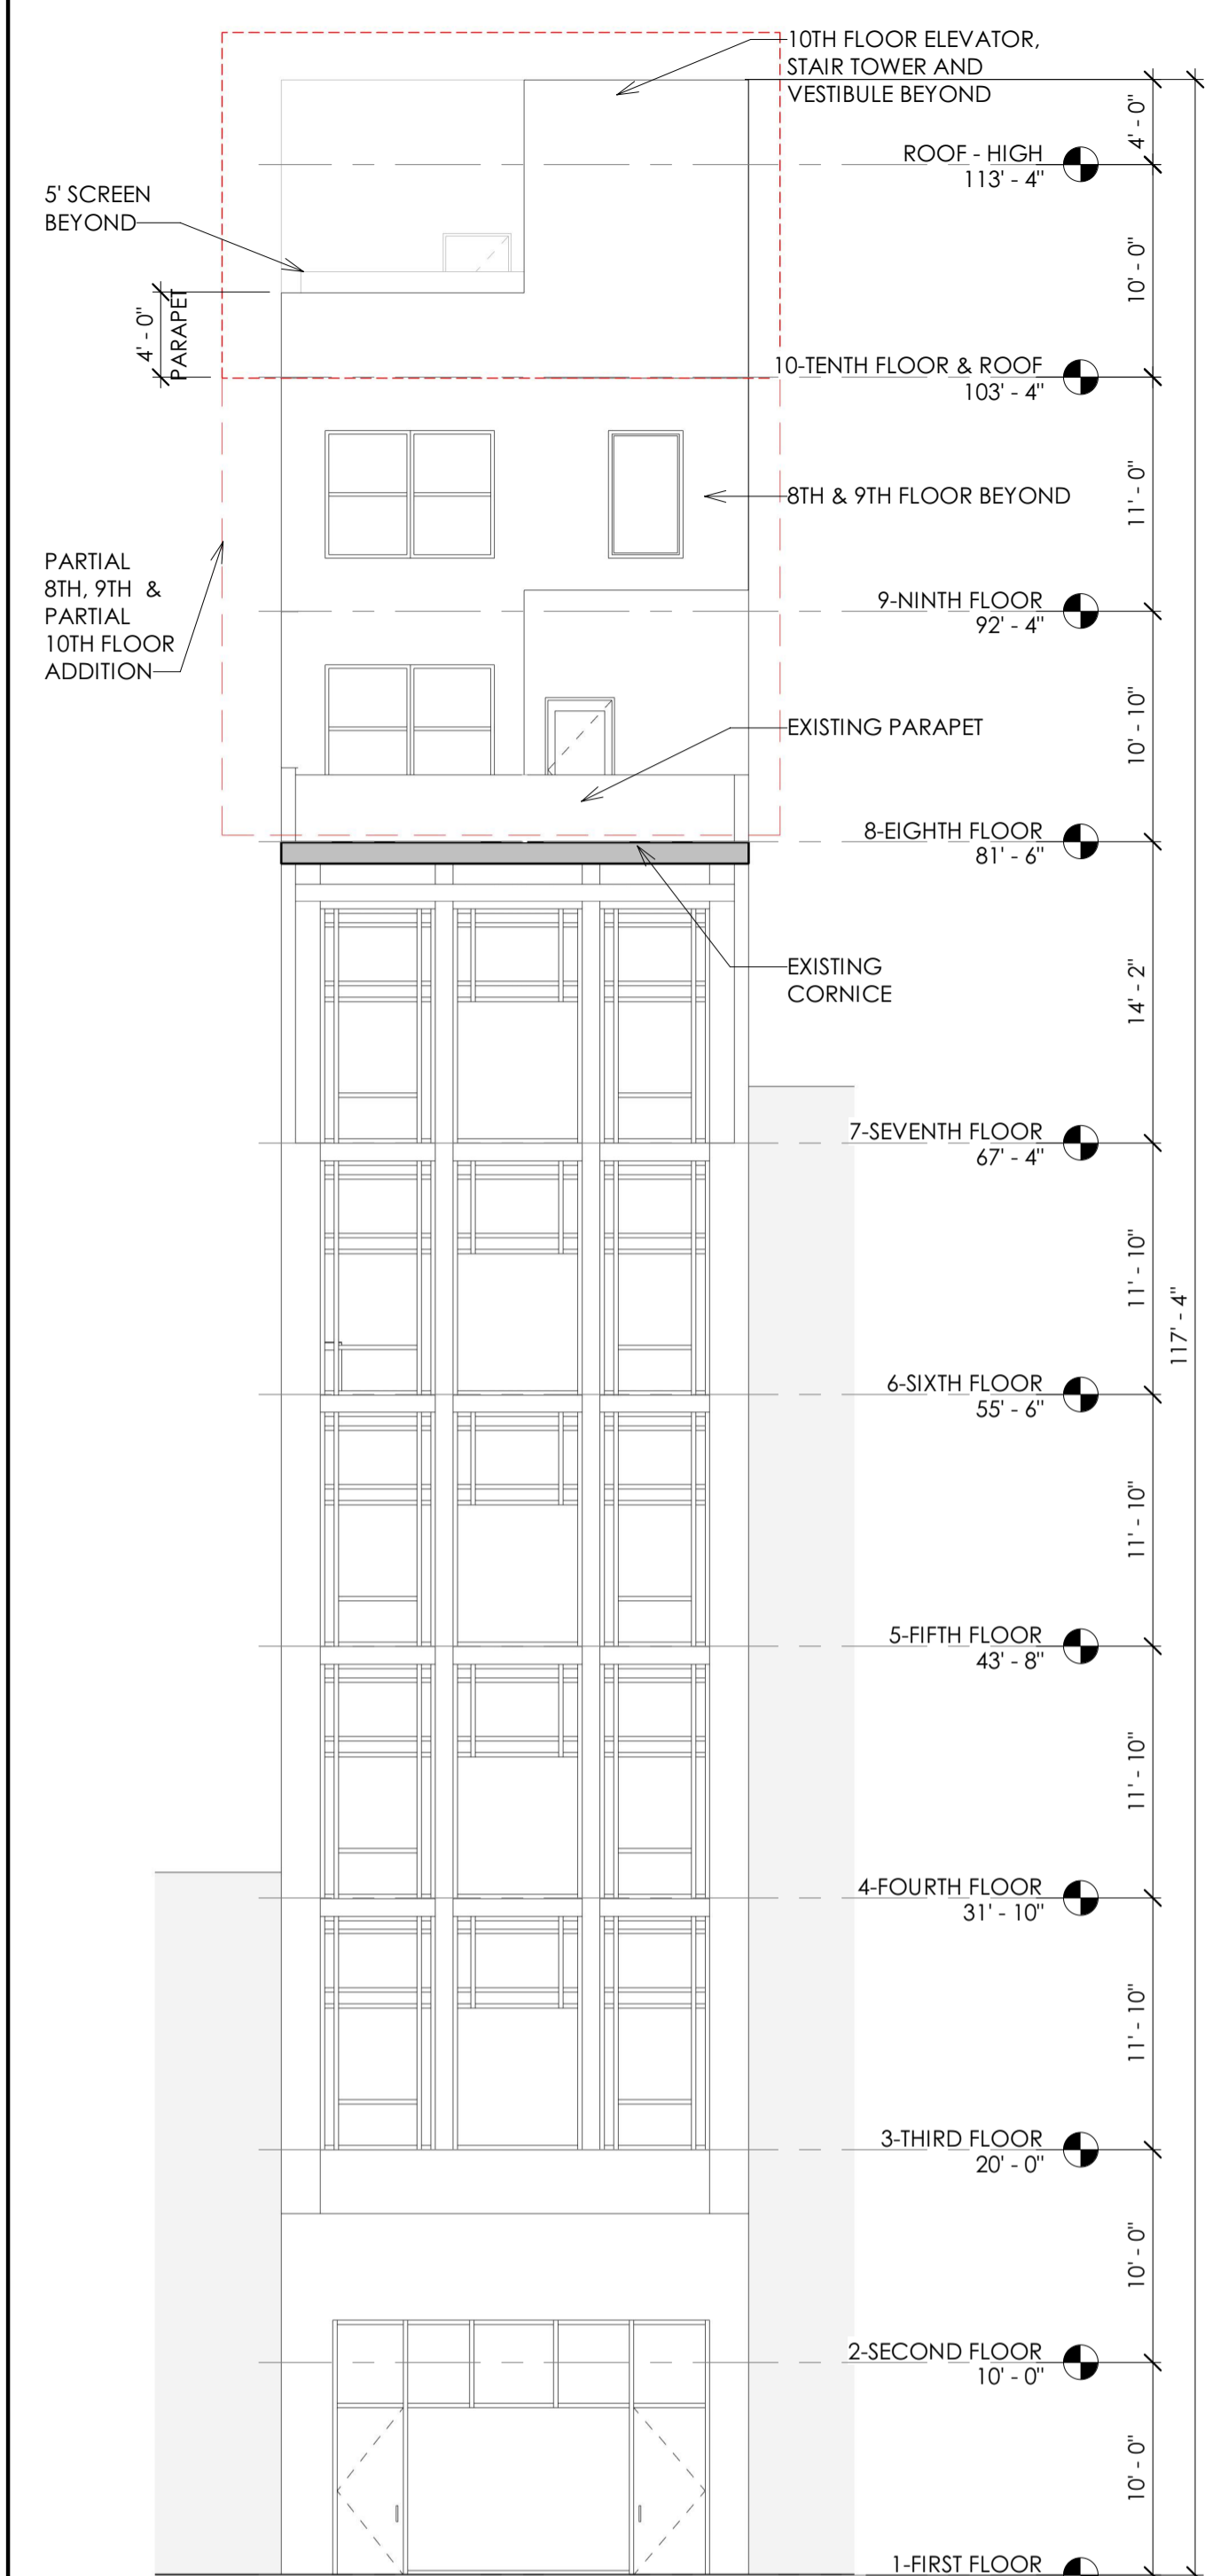 10TH FLOOR ELEVATOR,
STAIR TOWER AND
VESTIBULE BEYOND
4' - 0"
ROOF - HIGH
113' - 4"
5' SCREEN
BEYOND
10' - 0"
4' - 0"
PARAPET
10-TENTH FLOOR & ROOF
103' - 4"
11' - 0"
8TH & 9TH FLOOR BEYOND
PARTIAL
8TH, 9TH &
PARTIAL
10TH FLOOR
ADDITION
9-NINTH FLOOR
92' - 4"
10' - 10"
EXISTING PARAPET
8-EIGHTH FLOOR
81' - 6"
EXISTING
CORNICE
14' - 2"
7-SEVENTH FLOOR
67' - 4"
11' - 10"
117' - 4"
6-SIXTH FLOOR
55' - 6"
11' - 10"
5-FIFTH FLOOR
43' - 8"
11' - 10"
4-FOURTH FLOOR
31' - 10"
11' - 10"
3-THIRD FLOOR
20' - 0"
10' - 0"
2-SECOND FLOOR
10' - 0"
10' - 0"
1-FIRST FLOOR